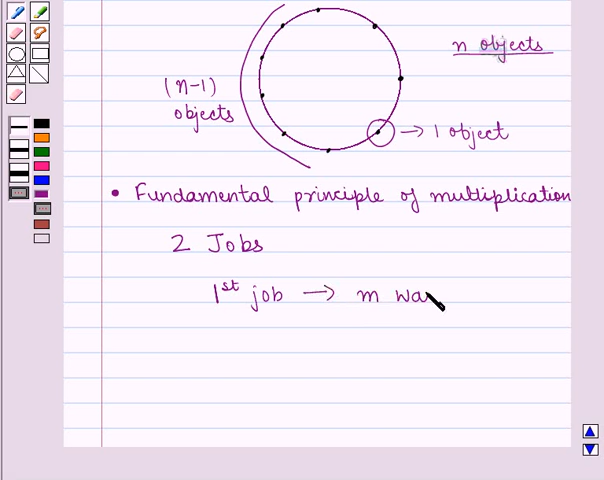 n objects
(n-1)
objects
→ 1 object
• Fundamental principle of multiplication
2 Jobs
1st job → m wa